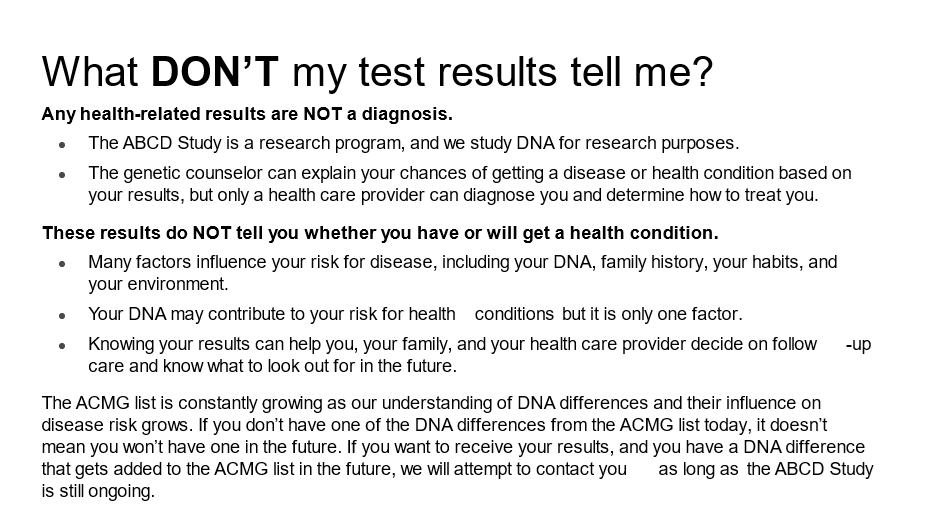 What DON'T my test results tell me?
Any health-related results are NOT a diagnosis.
● The ABCD Study is a research program, and we study DNA for research purposes.
● The genetic counselor can explain your chances of getting a disease or health condition based on
your results, but only a health care provider can diagnose you and determine how to treat you.
These results do NOT tell you whether you have or will get a health condition.
● Many factors influence your risk for disease, including your DNA, family history, your habits, and
your environment.
● Your DNA may contribute to your risk for health conditions but it is only one factor.
● Knowing your results can help you, your family, and your health care provider decide on follow -up
care and know what to look out for in the future.
The ACMG list is constantly growing as our understanding of DNA differences and their influence on
disease risk grows. If you don't have one of the DNA differences from the ACMG list today, it doesn't
mean you won't have one in the future. If you want to receive your results, and you have a DNA difference
that gets added to the ACMG list in the future, we will attempt to contact you as long as the ABCD Study
is still ongoing.